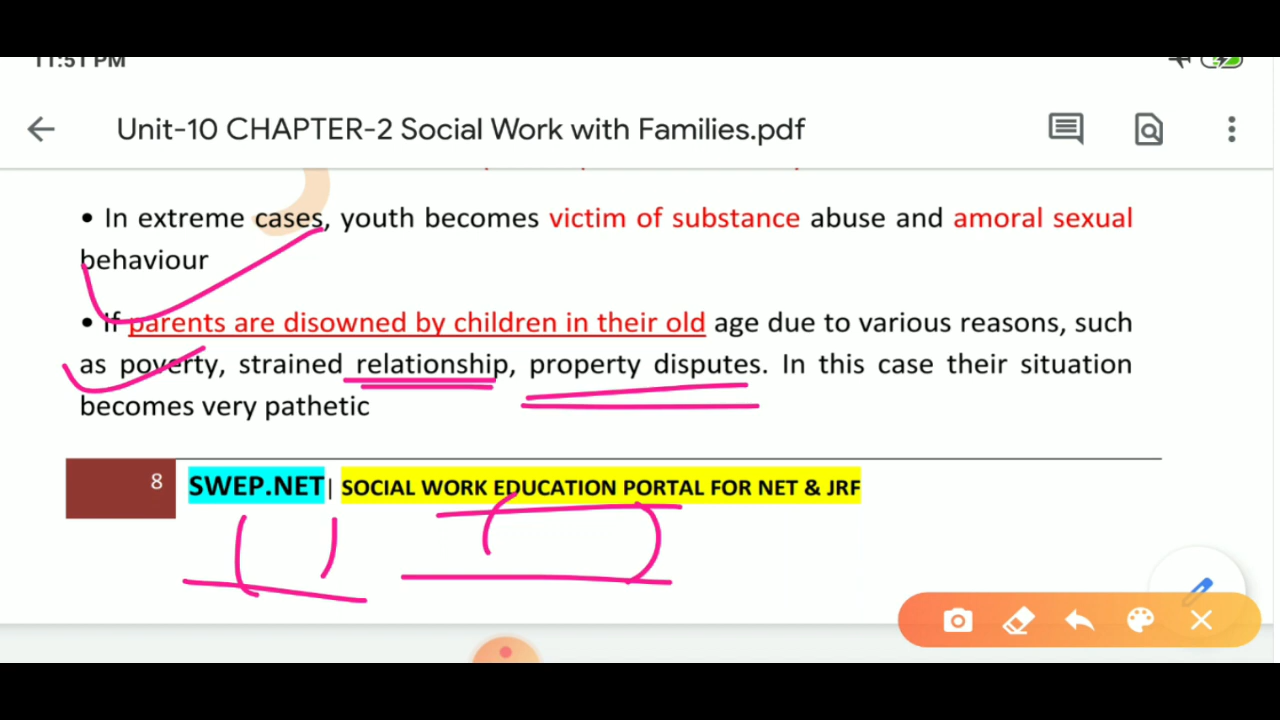 11:51 PM
Unit-10 CHAPTER-2 Social Work with Families.pdf
• In extreme cases, youth becomes victim of substance abuse and amoral sexual
behaviour
• If parents are disowned by children in their old age due to various reasons, such
as poverty, strained relationship, property disputes. In this case their situation
becomes very pathetic
8 SWEP.NET| SOCIAL WORK EDUCATION PORTAL FOR NET & JRF